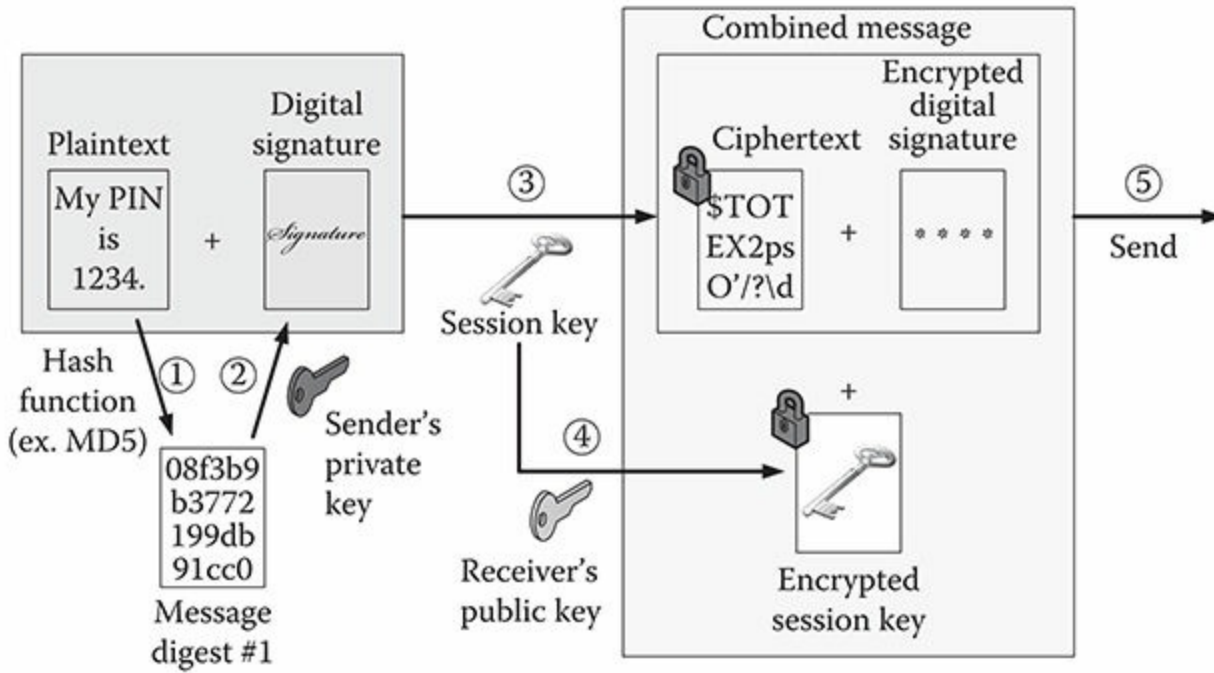 Combined message
Plaintext
My PIN
is
1234.
+
Digital
signature
Signature
Hash
function
(ex. MD5)
①
②
Sender's
private
key
08f3b9
b3772
199db
91cc0
Message
digest #1
③
Session key
④
Receiver's
public key
Ciphertext
$TOT
EX2ps
O'/?\d
+
Encrypted
digital
signature
* * * *
+
Encrypted
session key
⑤
Send